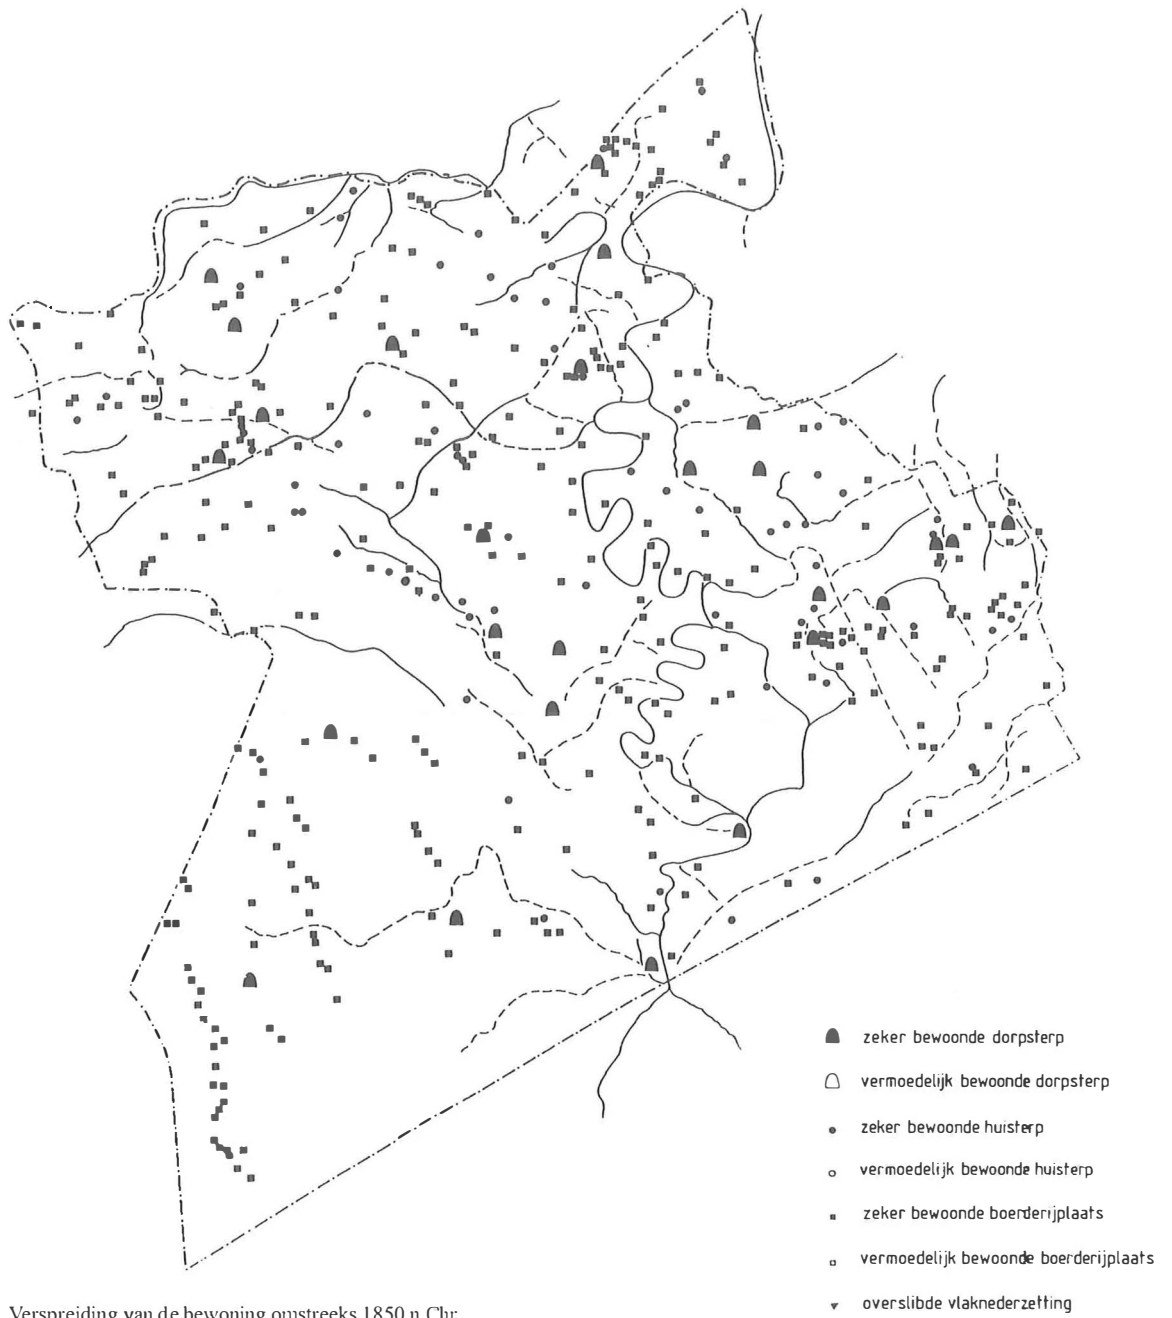 zeker bewoonde dorpsterp
vermoedelijk bewoonde dorpsterp
zeker bewoonde huisterp
vermoedelijk bewoonde huisterp
zeker bewoonde boerderijplaats
vermoedelijk bewoonde boerderijplaats
overslibde vlaknederzetting
Verspreiding van de bewoning omstreeks 1850 n Chr